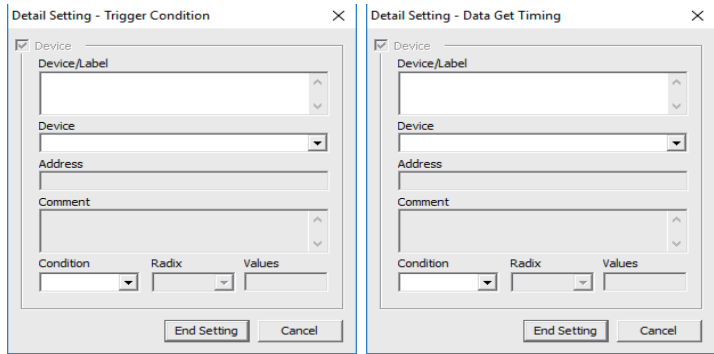 Detail Setting - Trigger Condition
Device
Device/Label
Device
Address
Comment
Condition Radix Values
End Setting Cancel
Detail Setting - Data Get Timing
Device
Device/Label
Device
Address
Comment
Condition Radix Values
End Setting Cancel